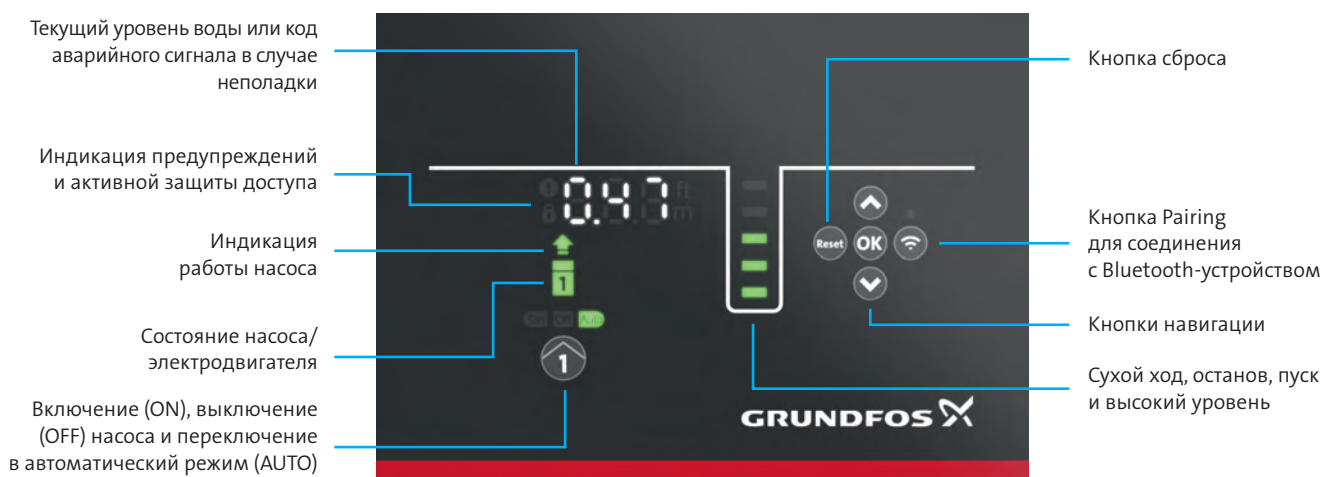 Текущий уровень воды или код
аварийного сигнала в случае
неполадки
Индикация предупреждений
и активной защиты доступа
Индикация
работы насоса
Состояние насоса/
электродвигателя
Включение (ON), выключение
(OFF) насоса и переключение
в автоматический режим (AUTO)
0.47
ft
m
1
On Off Auto
1
Reset OK
GRUNDFOS
Кнопка сброса
Кнопка Pairing
для соединения
с Bluetooth-устройством
Кнопки навигации
Сухой ход, останов, пуск
и высокий уровень